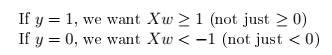 If y = 1, we want Xw ≥ 1 (not just ≥ 0)
If y = 0, we want Xw < −1 (not just < 0)